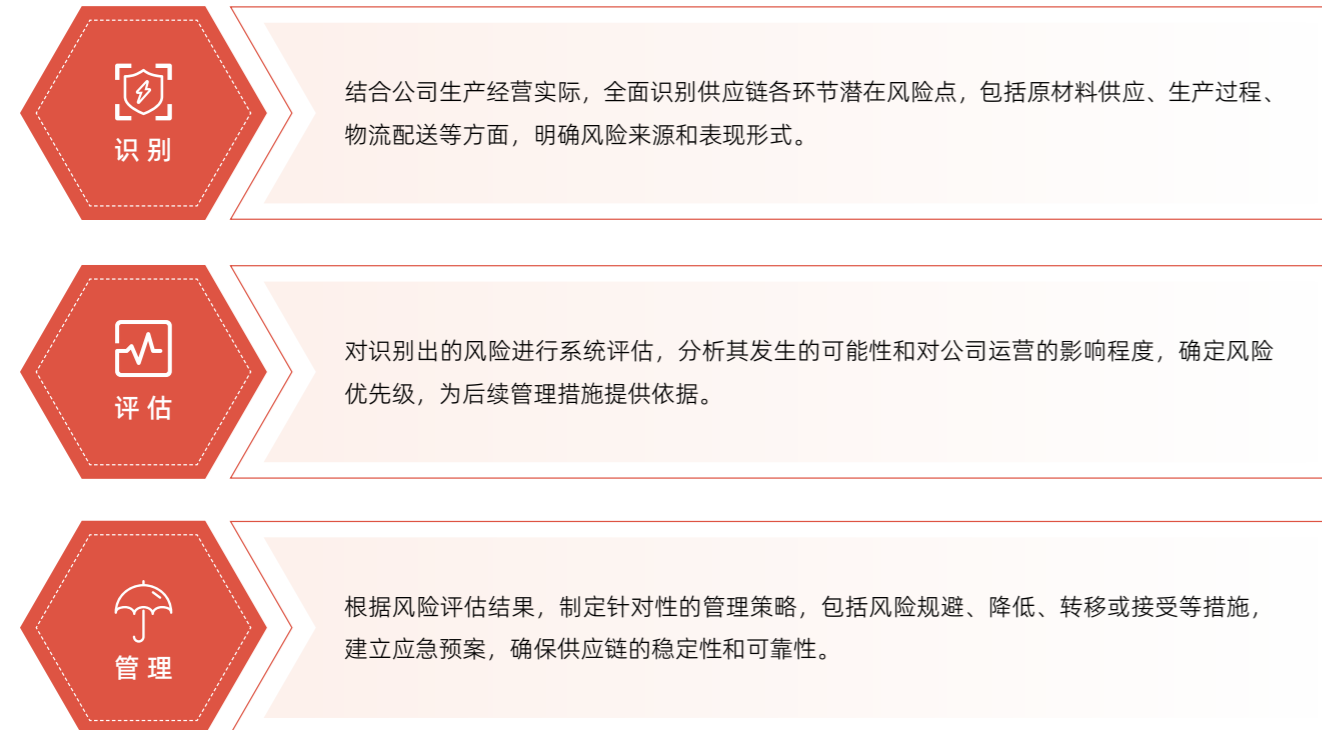 识别
结合公司生产经营实际，全面识别供应链各环节潜在风险点，包括原材料供应、生产过程、
物流配送等方面，明确风险来源和表现形式。
评估
对识别出的风险进行系统评估，分析其发生的可能性和对公司运营的影响程度，确定风险
优先级，为后续管理措施提供依据。
管理
根据风险评估结果，制定针对性的管理策略，包括风险规避、降低、转移或接受等措施，
建立应急预案，确保供应链的稳定性和可靠性。